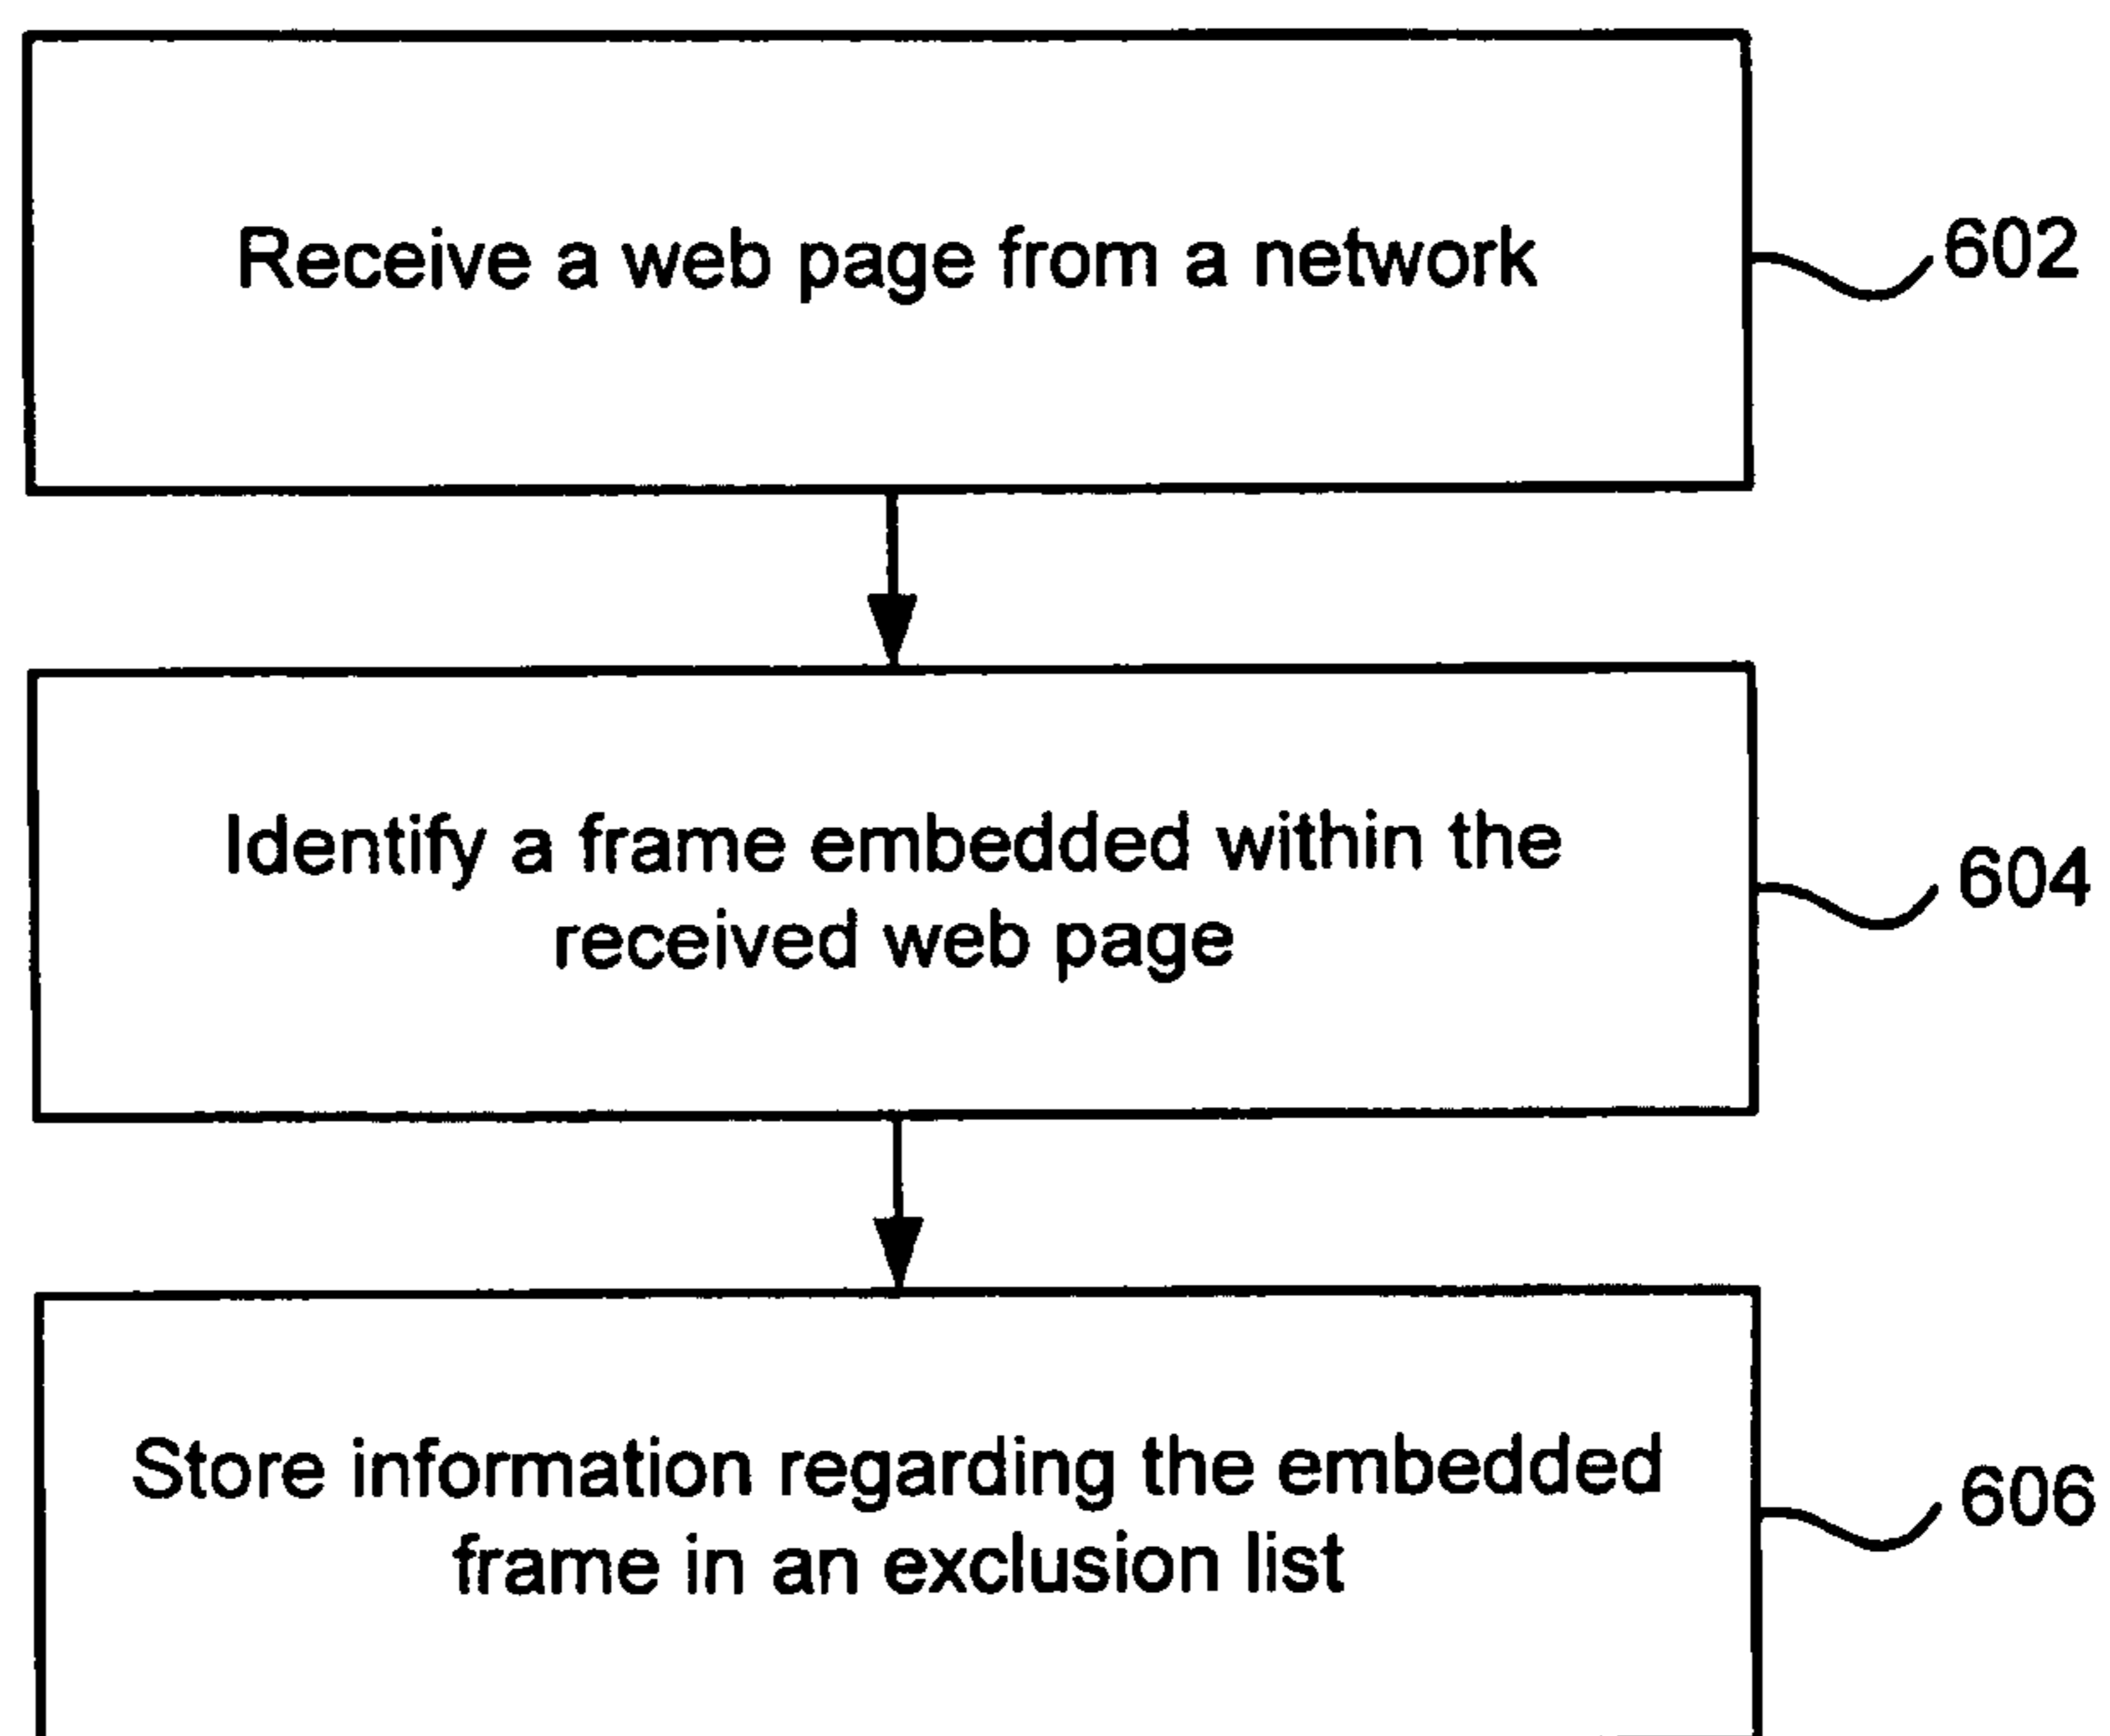 Receive a web page from a network
602
Identify a frame embedded within the
received web page
604
Store information regarding the embedded
frame in an exclusion list
606